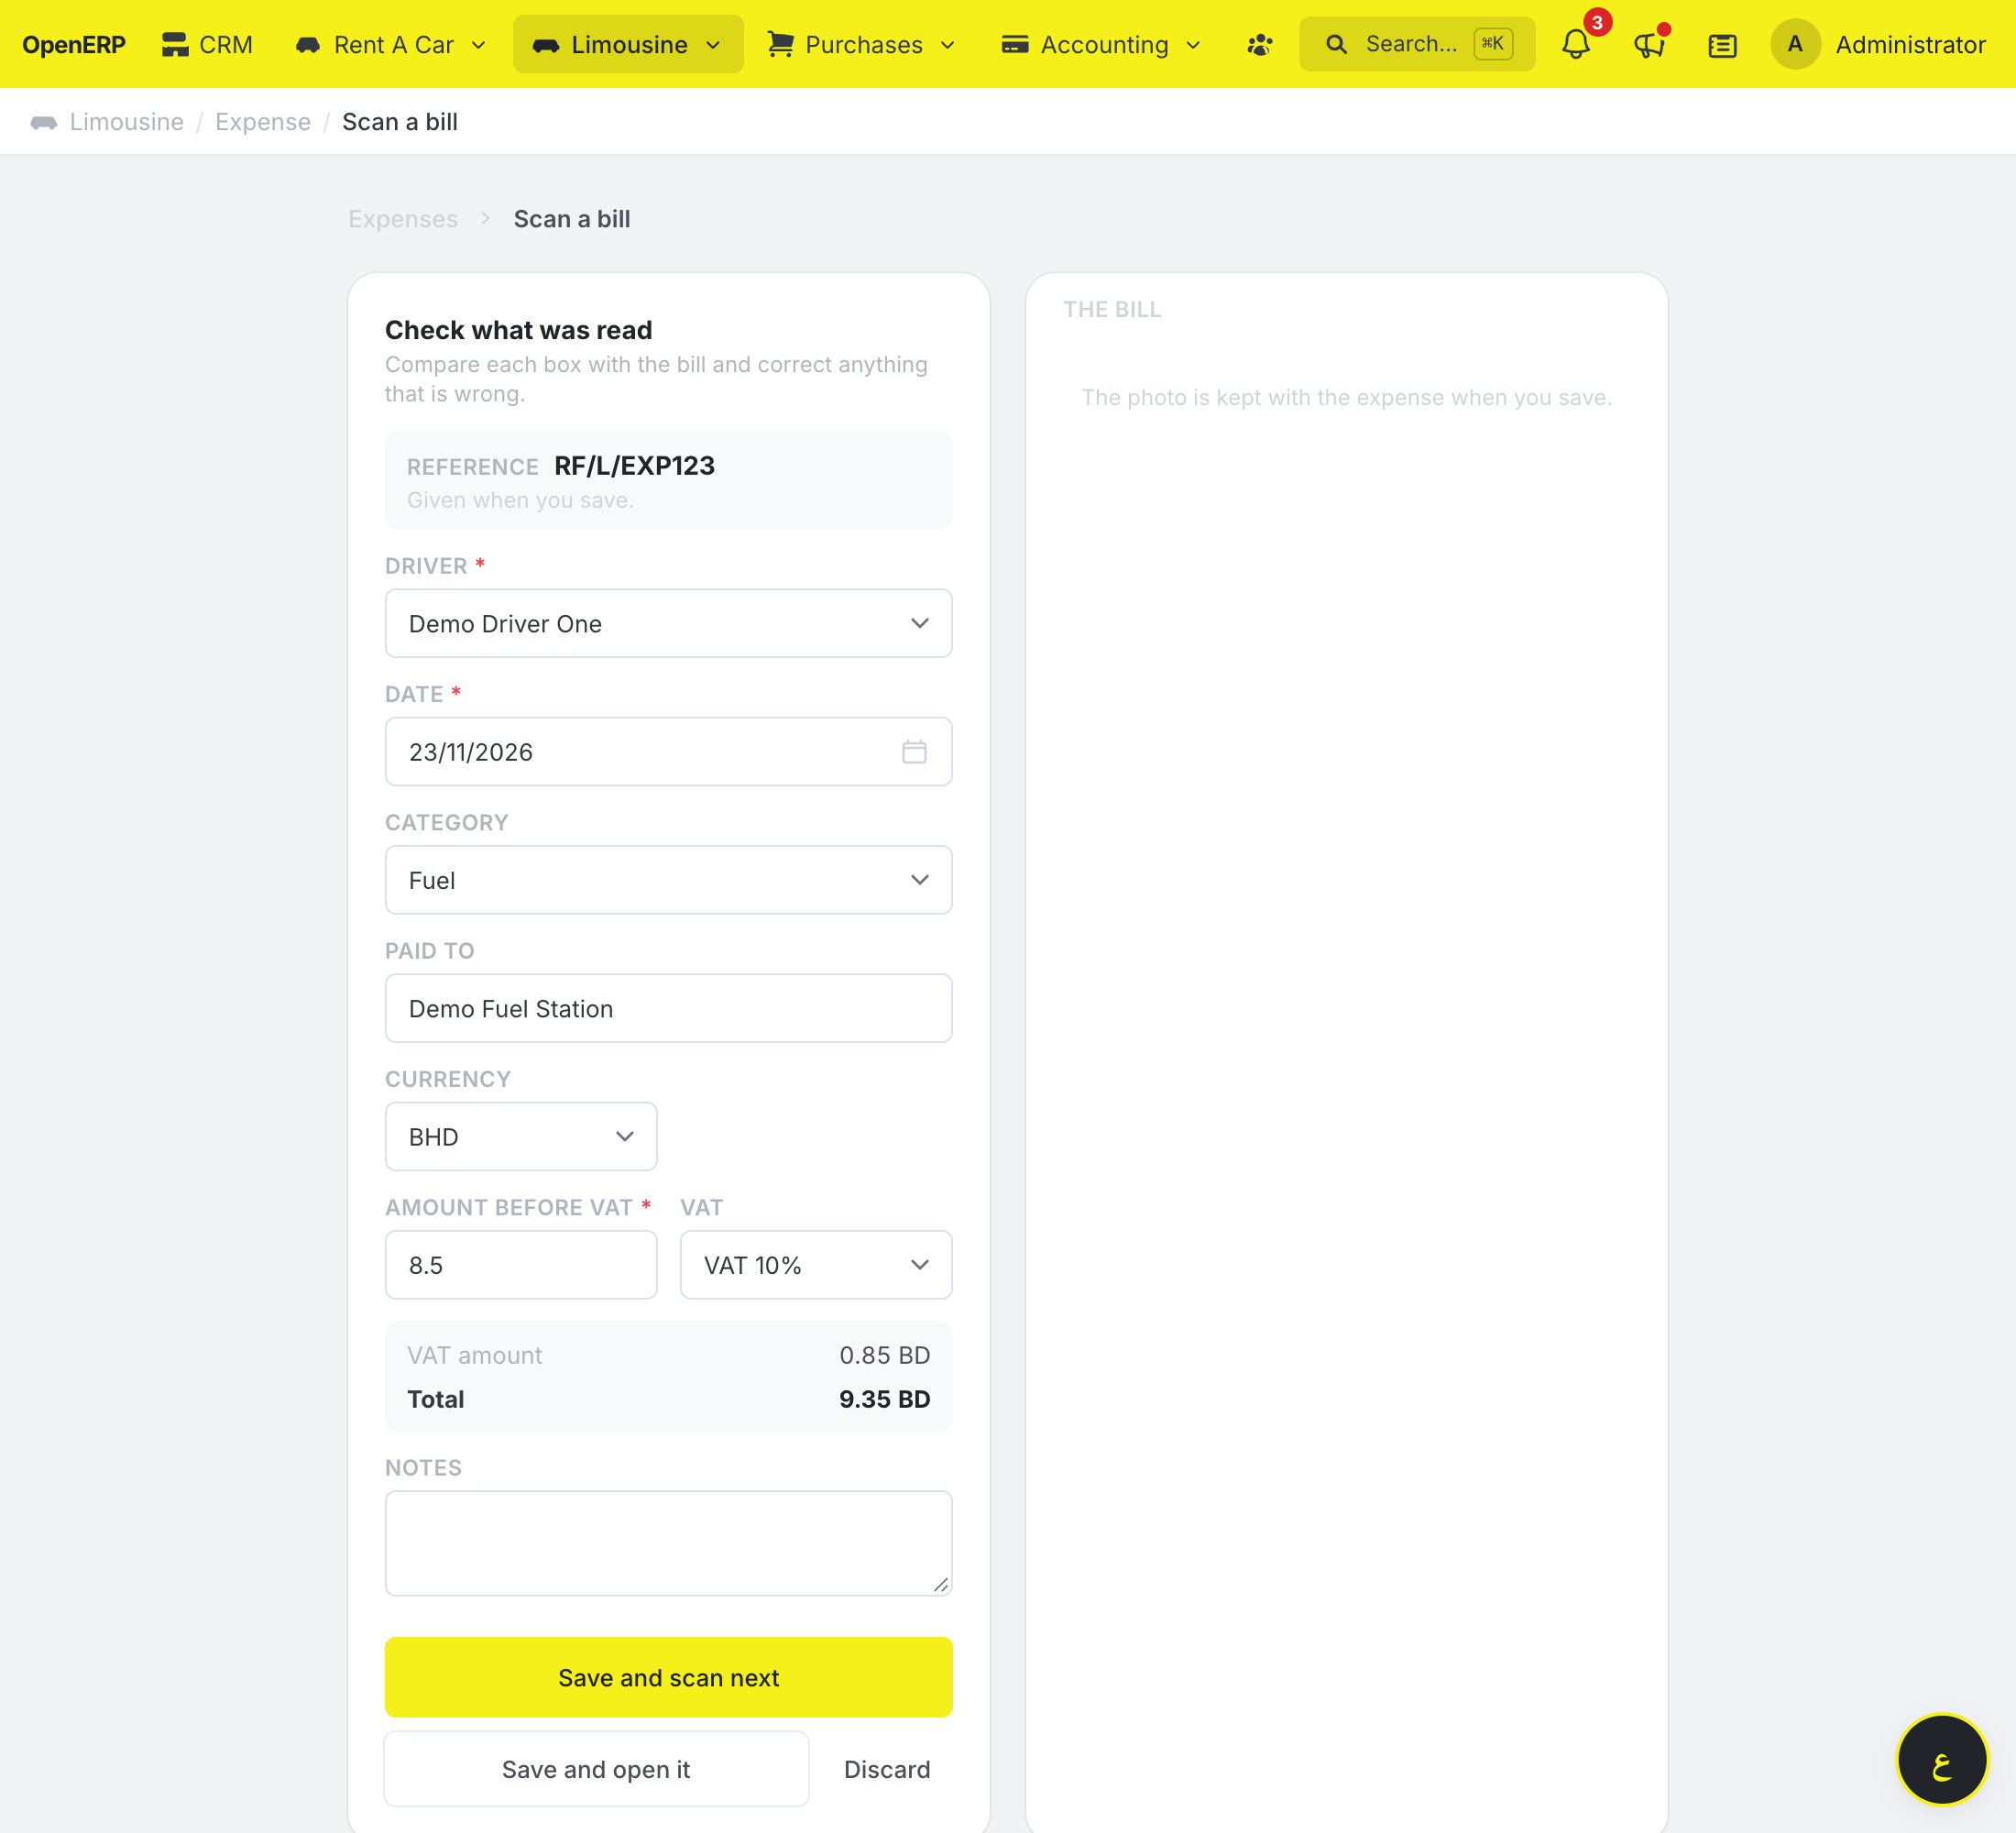 OpenERP CRM Rent A Car Limousine Purchases Accounting Search... ⌘K 3 A Administrator
Limousine / Expense / Scan a bill
Expenses > Scan a bill
Check what was read
Compare each box with the bill and correct anything
that is wrong.
REFERENCE RF/L/EXP123
Given when you save.
DRIVER *
Demo Driver One
DATE *
23/11/2026
CATEGORY
Fuel
PAID TO
Demo Fuel Station
CURRENCY
BHD
AMOUNT BEFORE VAT * VAT
8.5 VAT 10%
VAT amount 0.85 BD
Total 9.35 BD
NOTES
Save and scan next
Save and open it Discard
THE BILL
The photo is kept with the expense when you save.
ع